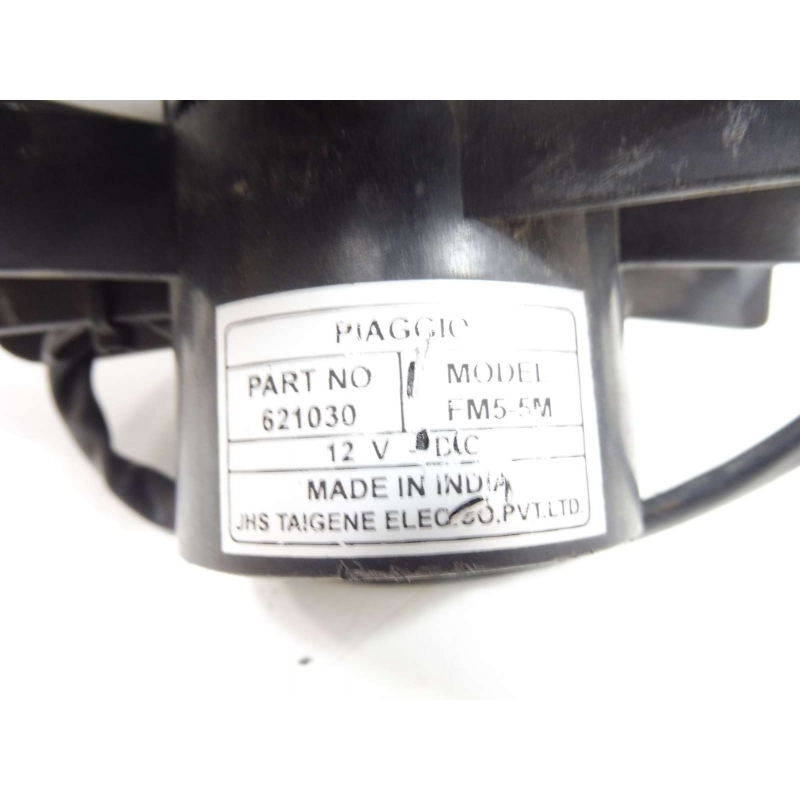 PIAGGIO
PART NO
621030
MODEL
FM5-5M
12 V - DC
MADE IN INDIA
JHS TAIGENE ELEC.CO.PVT.LTD.